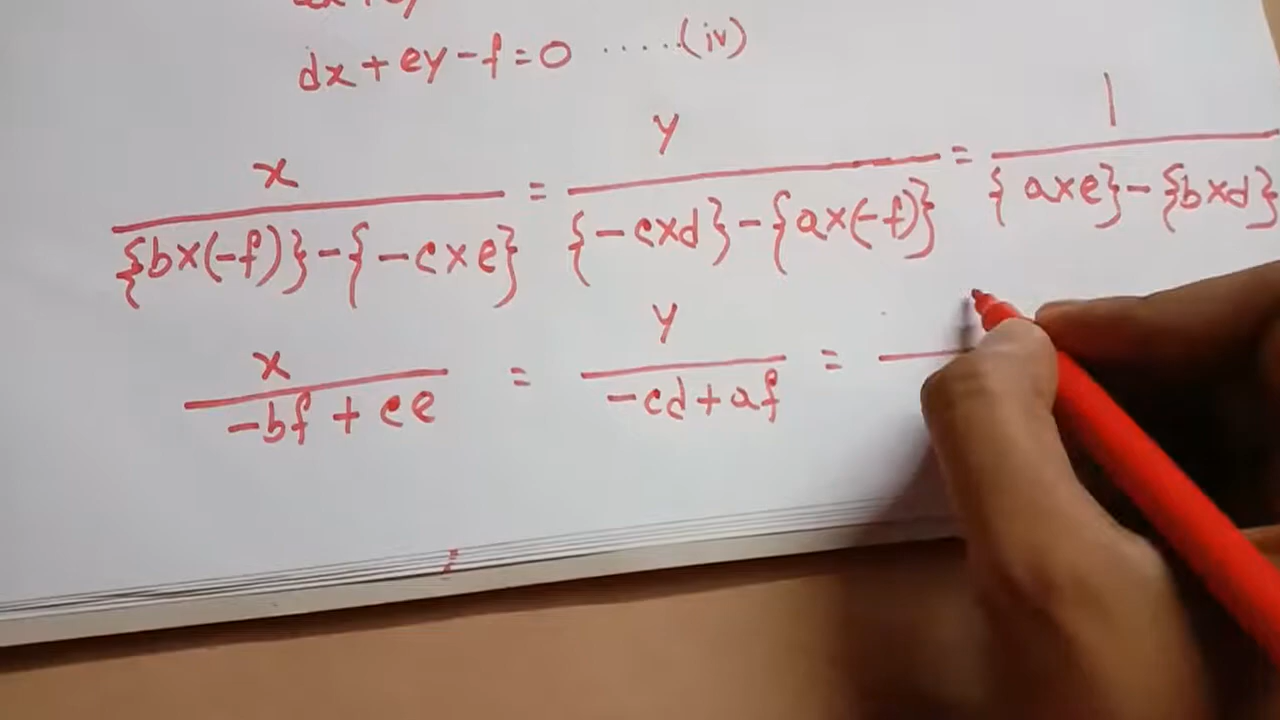 dx + ey - f = 0 .....(iv)
x / {b×(-f)} - {-c×e} = y / {-c×d} - {a×(-f)} = 1 / {a×e} - {b×d}
x / -bf + ce = y / -cd + af =